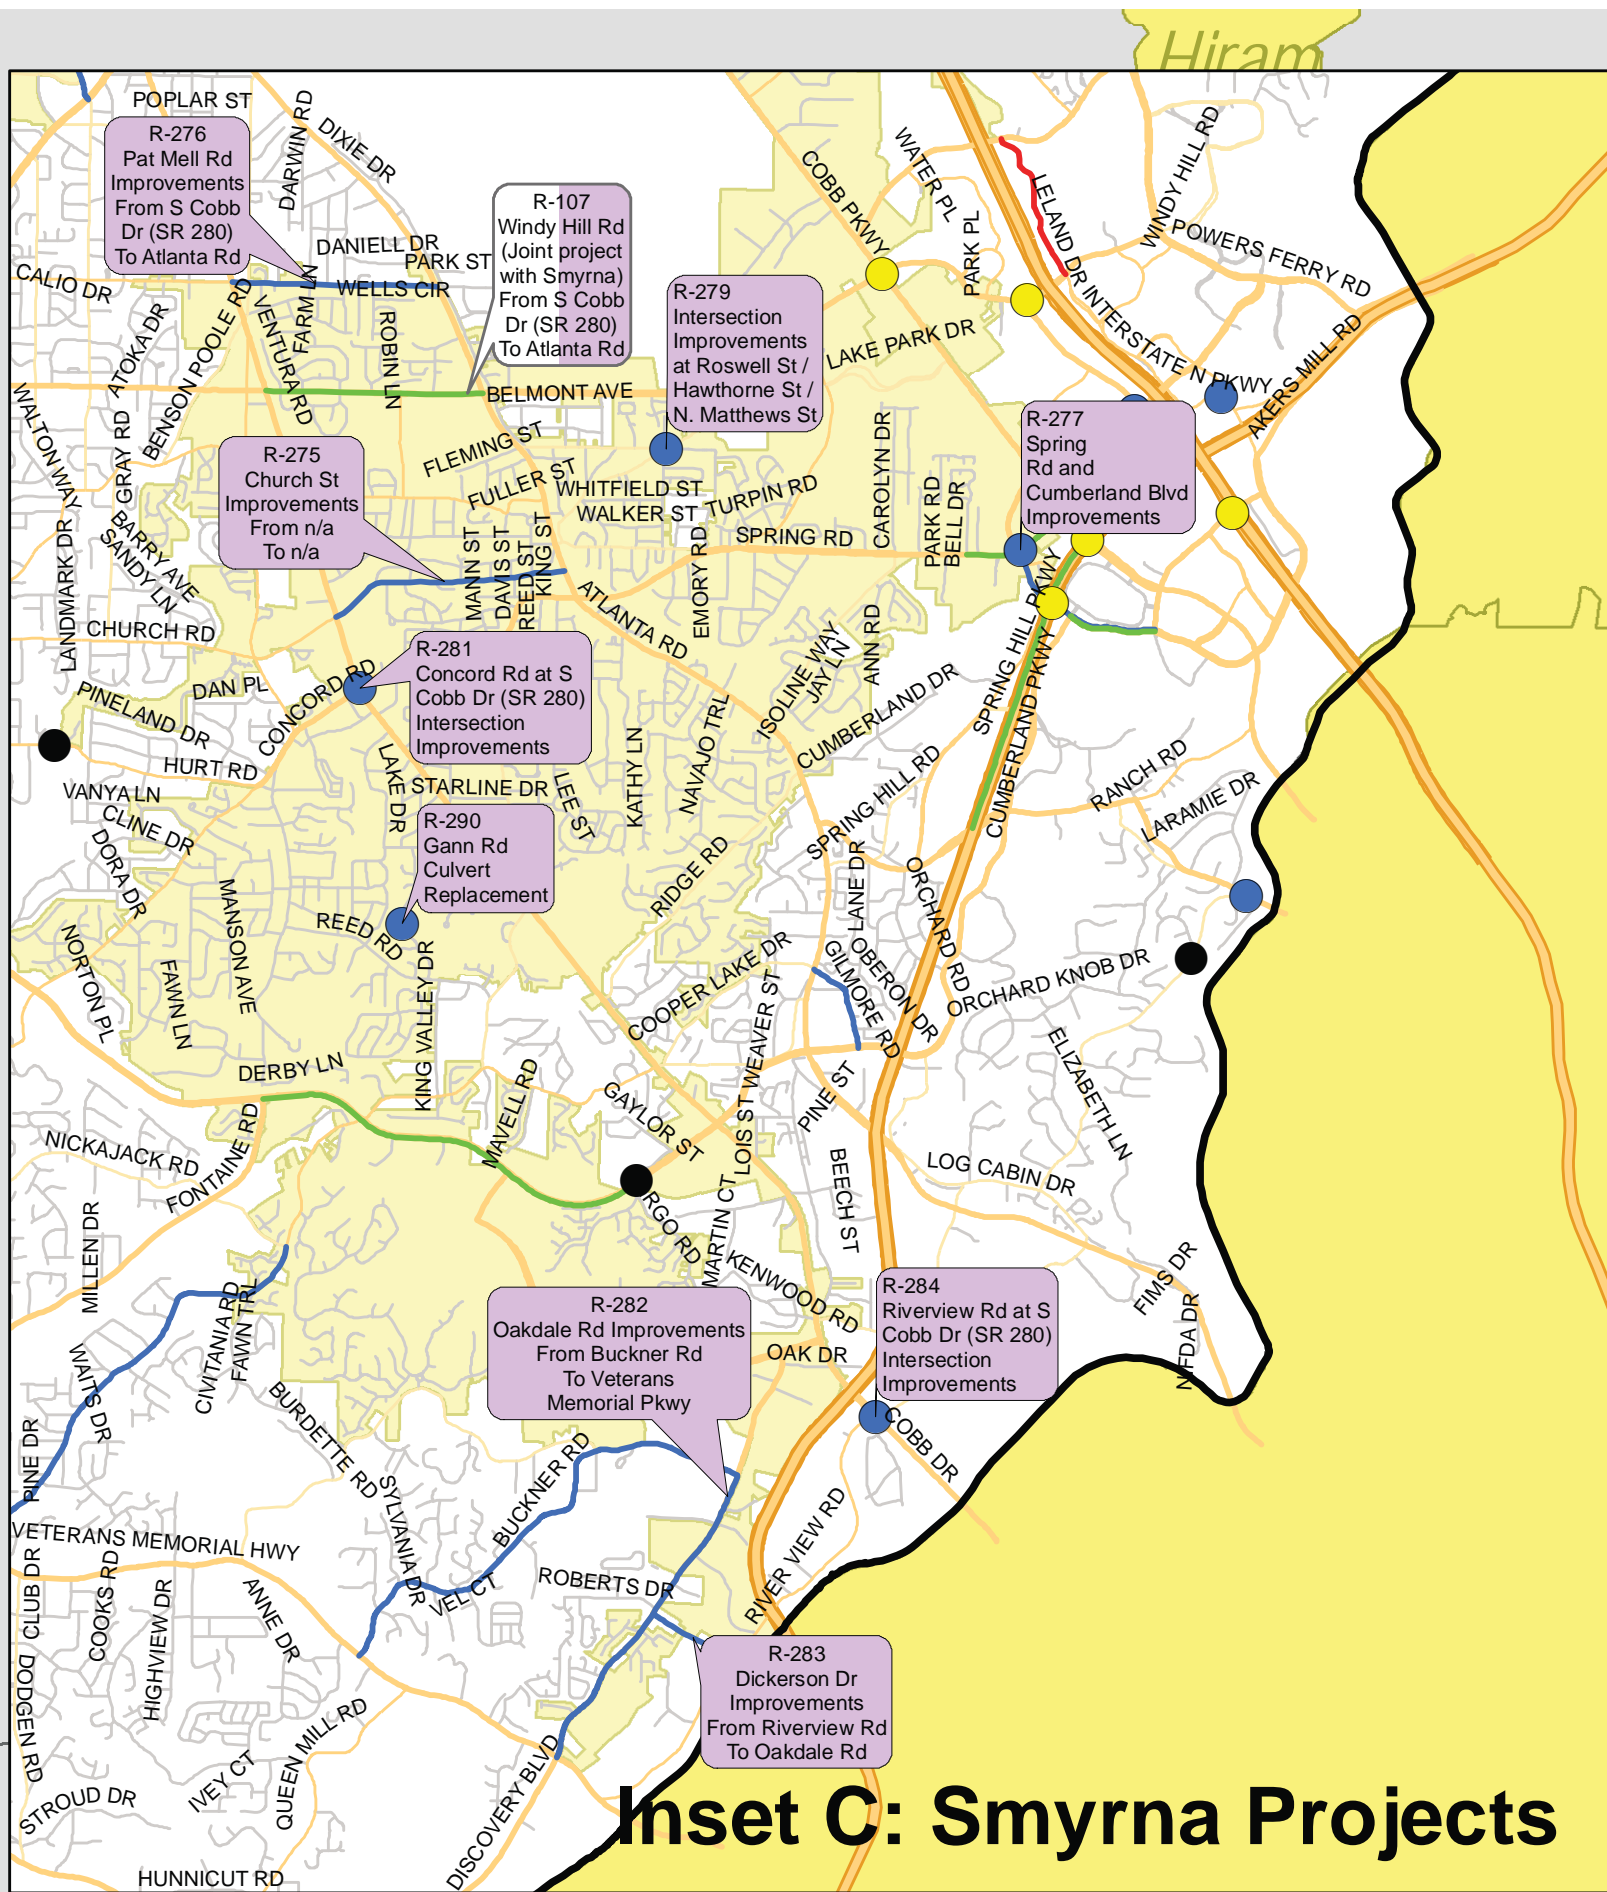 Hiram
POPLAR ST
DARWIN RD
DIXIE DR
R-276
Pat Mell Rd
Improvements
From S Cobb
Dr (SR 280)
To Atlanta Rd
COBB PKWY
WATER PL
PARK PL
LELAND DR
WINDY HILL RD
POWERS FERRY RD
R-107
Windy Hill Rd
(Joint project
with Smyrna)
From S Cobb
Dr (SR 280)
To Atlanta Rd
DANIELL DR
PARK ST
CALIO DR
WELLS CIR
FARM LN
VENTURA RD
ROBIN LN
ATOKA DR
BENSON POOLE RD
R-279
Intersection
Improvements
at Roswell St /
Hawthorne St /
N. Matthews St
LAKE PARK DR
INTERSTATE N PKWY
AKERS MILL RD
WALTON WAY
GRAY RD
BELMONT AVE
FLEMING ST
FULLER ST
WHITFIELD ST
WALKER ST
TURPIN RD
CAROLYN DR
PARK RD
BELL DR
R-277
Spring
Rd and
Cumberland Blvd
Improvements
R-275
Church St
Improvements
From n/a
To n/a
SPRING RD
BARRY AVE
SANDY LN
LANDMARK DR
CHURCH RD
MANN ST
DAVIS ST
REED ST
KING ST
ATLANTA RD
EMORY RD
ISOLINE WAY
JAY LN
ANN RD
SPRING HILL PKWY
CUMBERLAND PKWY
R-281
Concord Rd at S
Cobb Dr (SR 280)
Intersection
Improvements
DAN PL
PINELAND DR
CONCORD RD
HURT RD
VANYA LN
CLINE DR
DORA DR
LAKE DR
STARLINE DR
LEE ST
KATHY LN
NAVAJO TRL
CUMBERLAND DR
SPRING HILL RD
RANCH RD
LARAMIE DR
R-290
Gann Rd
Culvert
Replacement
RIDGE RD
LANE DR
ORCHARD RD
MANSON AVE
REED RD
NORTON PL
FAWN LN
KING VALLEY DR
COOPER LAKE DR
WEAVER ST
GILMORE RD
OBERON DR
ORCHARD KNOB DR
ELIZABETH LN
DERBY LN
MAVELL RD
GAYLOR ST
LOIS ST
PINE ST
NICKAJACK RD
FONTAINE RD
BEECH ST
LOG CABIN DR
MILLEN DR
RGO RD
MARTIN CT
KENWOOD RD
FIMS DR
NIFDA DR
CIVITANIA RD
FAWN TRL
WAITS DR
R-282
Oakdale Rd Improvements
From Buckner Rd
To Veterans
Memorial Pkwy
OAK DR
R-284
Riverview Rd at S
Cobb Dr (SR 280)
Intersection
Improvements
COBB DR
PINE DR
BURDETTE RD
SYLVANIA DR
BUCKNER RD
VETERANS MEMORIAL HWY
CLUB DR
COOKS RD
HIGHVIEW DR
ANNE DR
VEL CT
ROBERTS DR
RIVER VIEW RD
R-283
Dickerson Dr
Improvements
From Riverview Rd
To Oakdale Rd
DODGEN RD
STROUD DR
IVEY CT
QUEEN MILL RD
DISCOVERY BLVD
HUNNICUT RD
Inset C: Smyrna Projects